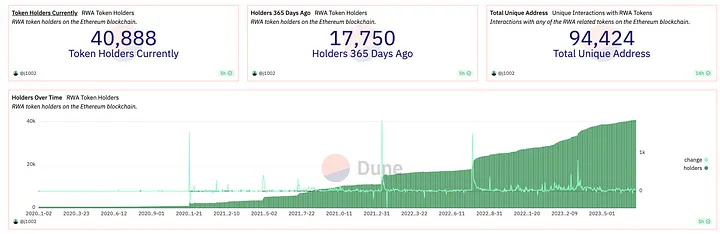 Token Holders Currently RWA Token Holders
RWA token holders on the Ethereum blockchain.
40,888
Token Holders Currently
@j1002
5h
Holders 365 Days Ago RWA Token Holders
RWA token holders on the Ethereum blockchain.
17,750
Holders 365 Days Ago
@j1002
5h
Total Unique Address Unique Interactions with RWA Tokens
Interactions with any of the RWA related tokens on the Ethereum blockchain.
94,424
Total Unique Address
@j1002
14h
Holders Over Time RWA Token Holders
RWA token holders on the Ethereum blockchain.
40k
20k
0
1k
0
Dune
change
holders
2020..1-02 2020..3-23 2020..6-12 2020..9-01 2020..1-21 2021..2-10 2021..5-02 2021..7-22 2021..10-11 2021..2-31 2022..3-22 2022..6-11 2022..8-31 2022..1-20 2023..2-09 2023..5-01
@j1002
5h